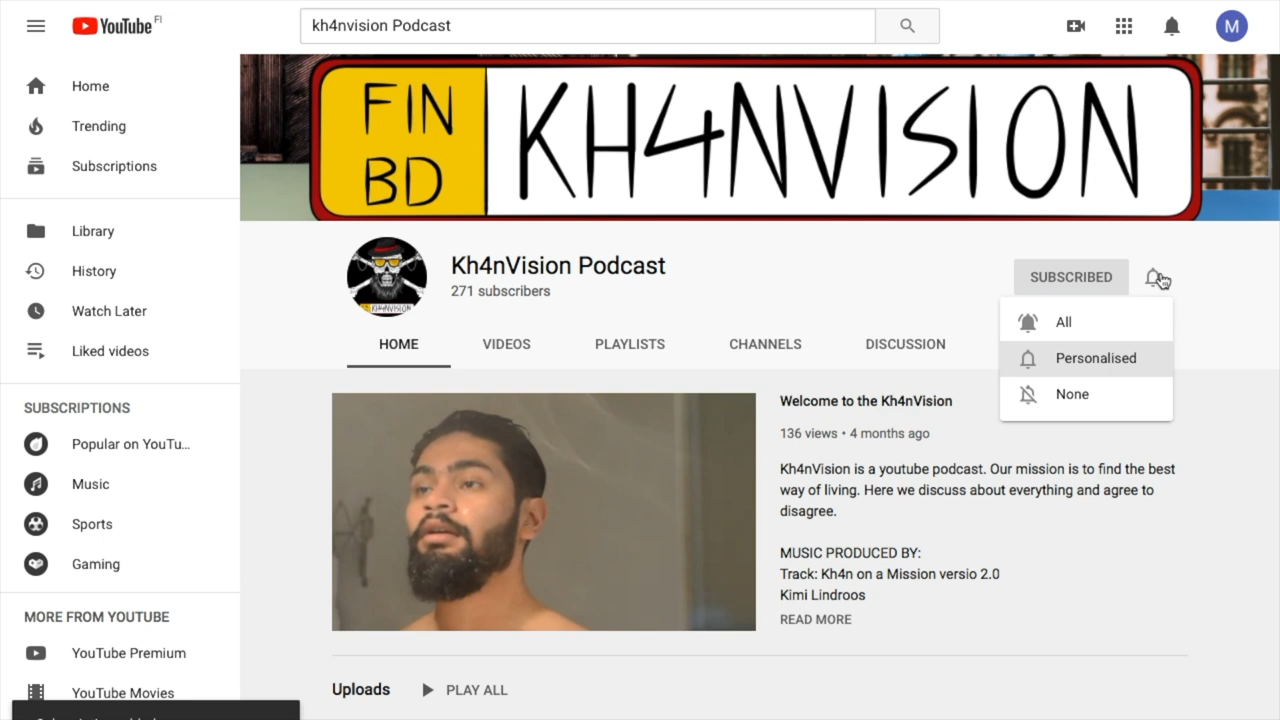 YouTube FI
kh4nvision Podcast
M
Home
Trending
Subscriptions
Library
History
Watch Later
Liked videos
SUBSCRIPTIONS
Popular on YouTu...
Music
Sports
Gaming
MORE FROM YOUTUBE
YouTube Premium
YouTube Movies
FIN
BD
KH4NVISION
KH4NVISION
Kh4nVision Podcast
271 subscribers
SUBSCRIBED
All
Personalised
None
HOME
VIDEOS
PLAYLISTS
CHANNELS
DISCUSSION
Welcome to the Kh4nVision
136 views • 4 months ago
Kh4nVision is a youtube podcast. Our mission is to find the best
way of living. Here we discuss about everything and agree to
disagree.
MUSIC PRODUCED BY:
Track: Kh4n on a Mission versio 2.0
Kimi Lindroos
READ MORE
Uploads
PLAY ALL